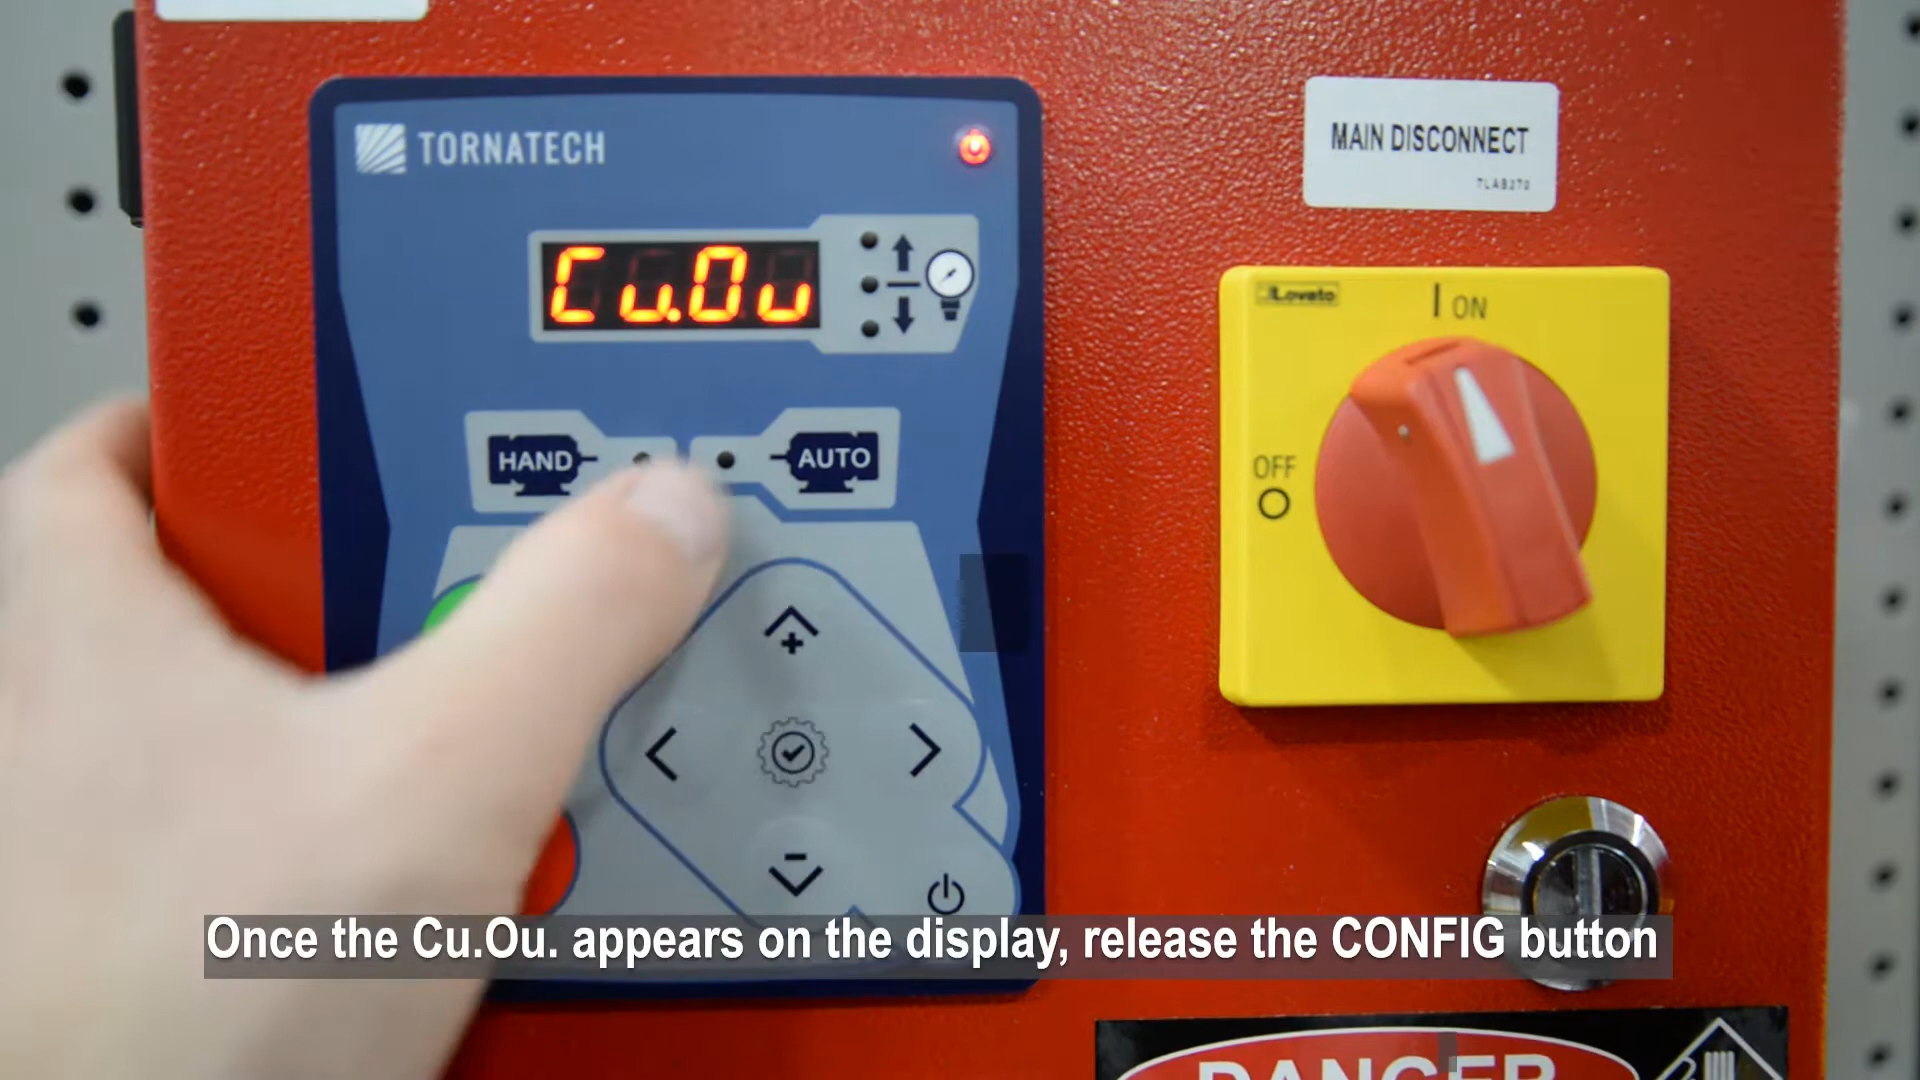 TORNATECH
Cu.Ou
HAND
AUTO
MAIN DISCONNECT
TLAB270
Lovato
I ON
OFF
O
Once the Cu.Ou. appears on the display, release the CONFIG button
DANGER